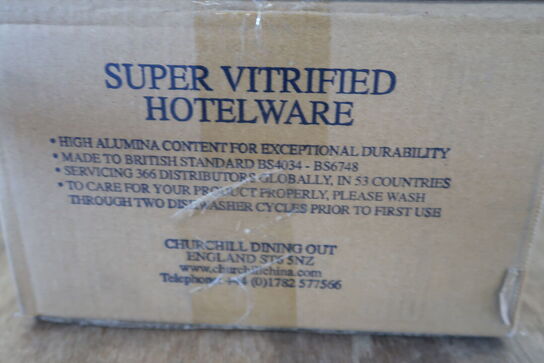 SUPER VITRIFIED
HOTELWARE
• HIGH ALUMINA CONTENT FOR EXCEPTIONAL DURABILITY
• MADE TO BRITISH STANDARD BS4034 - BS6748
• SERVICING 366 DISTRIBUTORS GLOBALLY, IN 53 COUNTRIES
• TO CARE FOR YOUR PRODUCT PROPERLY, PLEASE WASH
THROUGH TWO DISHWASHER CYCLES PRIOR TO FIRST USE
CHURCHILL DINING OUT
ENGLAND ST6 5NZ
www.churchillchina.com
Telephone: +44 (0)1782 577566